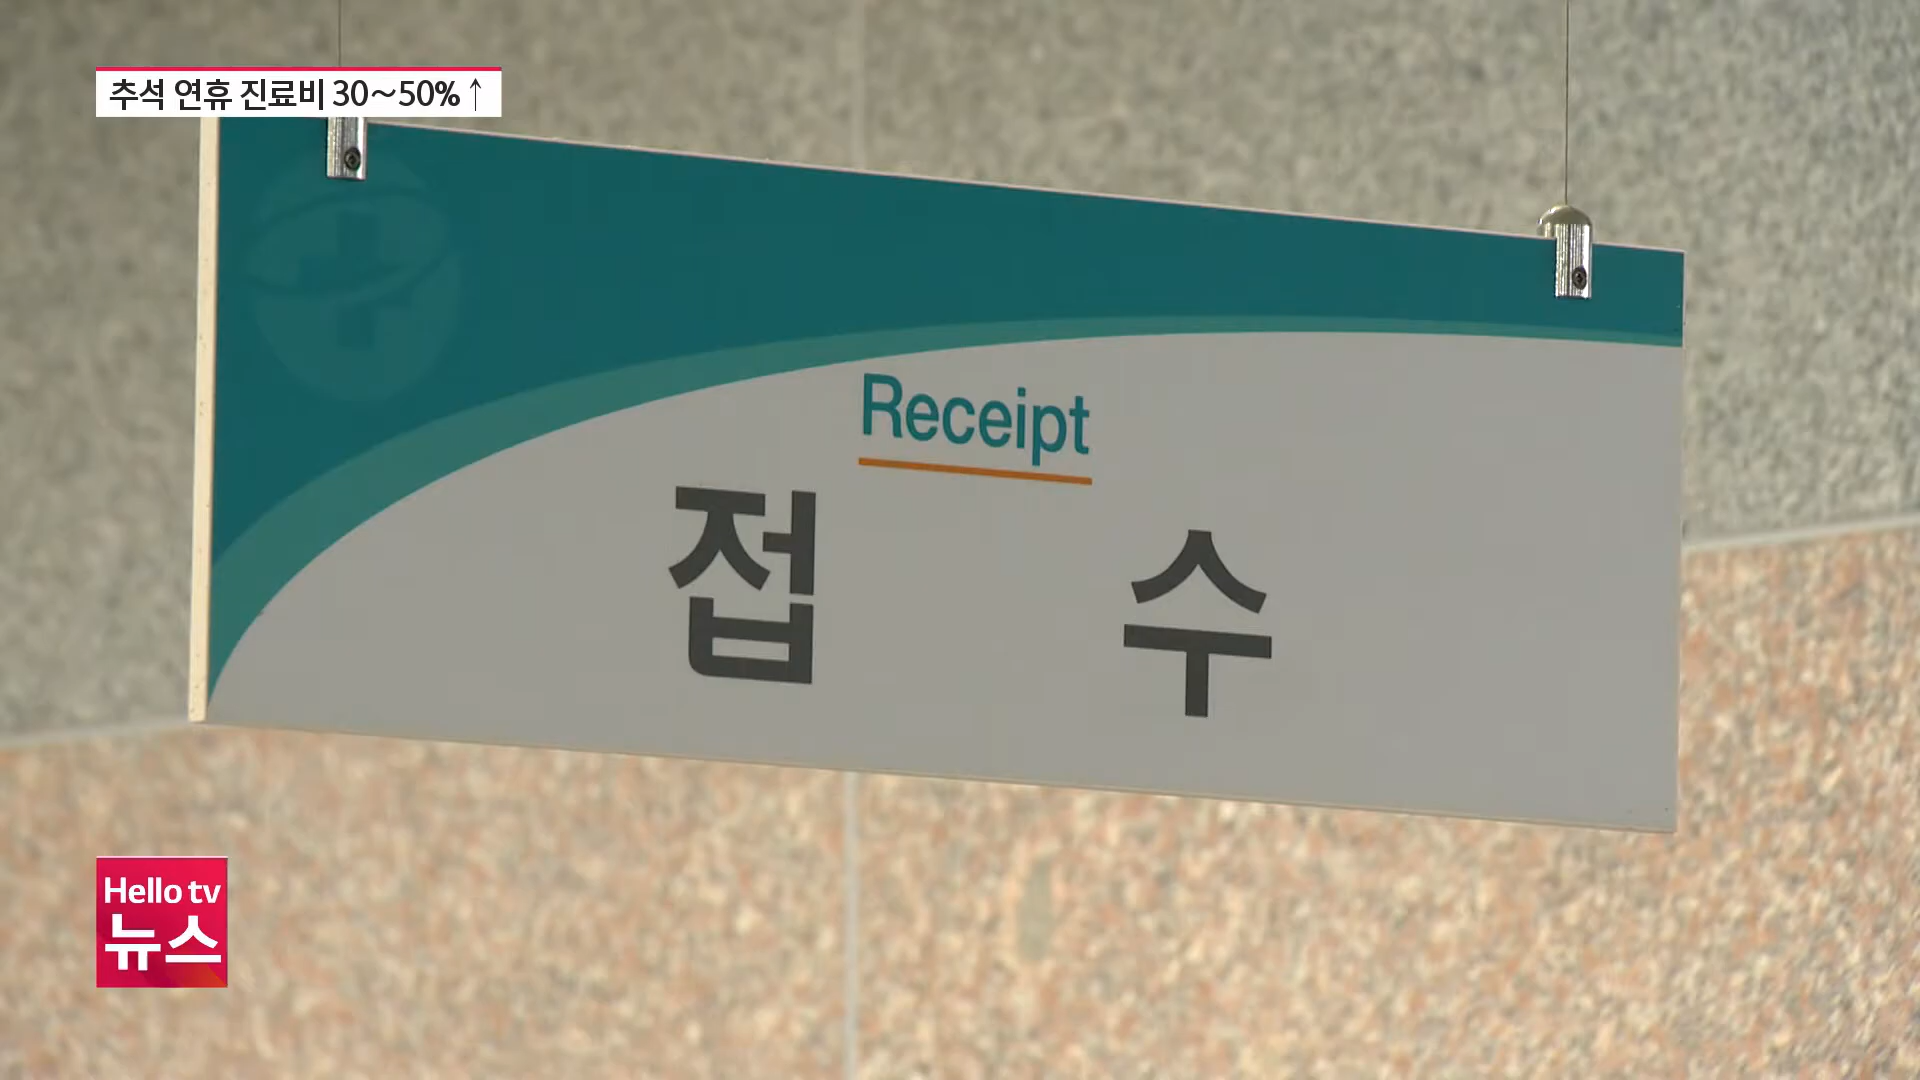 추석 연휴 진료비 30~50%↑
Receipt
접 수
Hello tv
뉴스